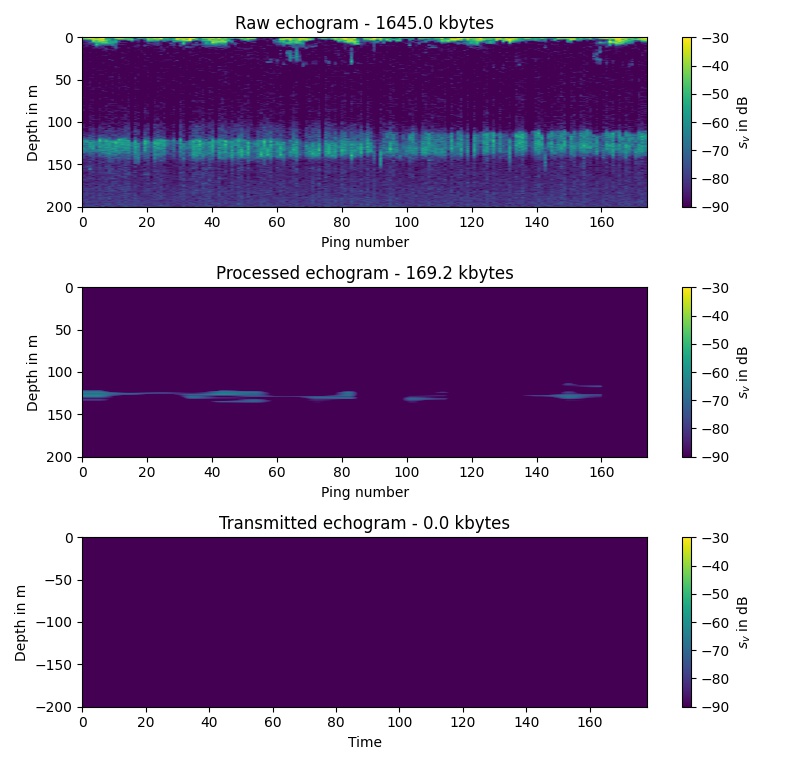 Raw echogram - 1645.0 kbytes
0
50
100
150
200
Depth in m
0 20 40 60 80 100 120 140 160
Ping number
−30
−40
−50
−60
−70
−80
−90
s_v in dB
Processed echogram - 169.2 kbytes
0
50
100
150
200
Depth in m
0 20 40 60 80 100 120 140 160
Ping number
−30
−40
−50
−60
−70
−80
−90
s_v in dB
Transmitted echogram - 0.0 kbytes
0
−50
−100
−150
−200
Depth in m
0 20 40 60 80 100 120 140 160
Time
−30
−40
−50
−60
−70
−80
−90
s_v in dB